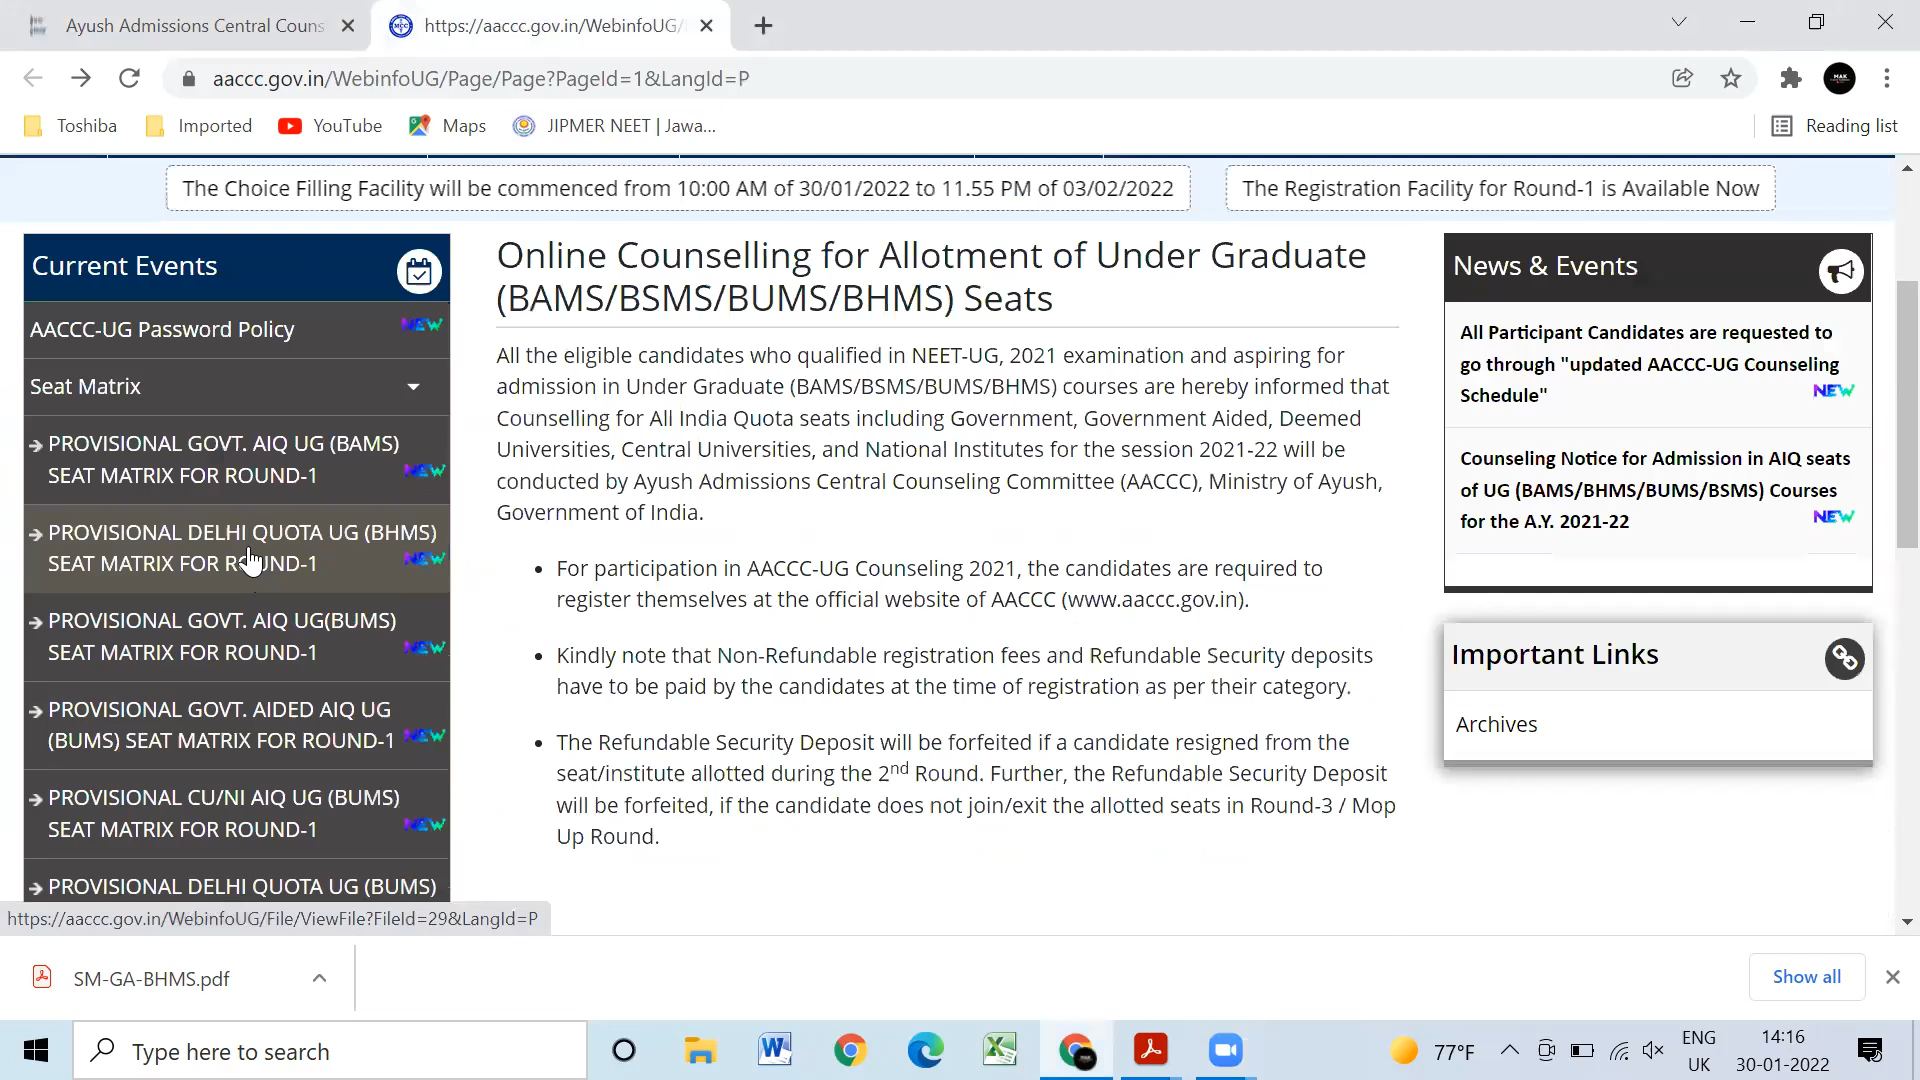 Ayush Admissions Central Couns
https://aaccc.gov.in/WebinfoUG/
aaccc.gov.in/WebinfoUG/Page/Page?PageId=1&LangId=P
MAK
Toshiba
Imported
YouTube
Maps
JIPMER NEET | Jawa...
Reading list
The Choice Filling Facility will be commenced from 10:00 AM of 30/01/2022 to 11.55 PM of 03/02/2022
The Registration Facility for Round-1 is Available Now
Current Events
AACCC-UG Password Policy
NEW
Seat Matrix
PROVISIONAL GOVT. AIQ UG (BAMS)
SEAT MATRIX FOR ROUND-1
NEW
PROVISIONAL DELHI QUOTA UG (BHMS)
SEAT MATRIX FOR ROUND-1
NEW
PROVISIONAL GOVT. AIQ UG(BUMS)
SEAT MATRIX FOR ROUND-1
NEW
PROVISIONAL GOVT. AIDED AIQ UG
(BUMS) SEAT MATRIX FOR ROUND-1
NEW
PROVISIONAL CU/NI AIQ UG (BUMS)
SEAT MATRIX FOR ROUND-1
NEW
PROVISIONAL DELHI QUOTA UG (BUMS)
Online Counselling for Allotment of Under Graduate
(BAMS/BSMS/BUMS/BHMS) Seats
All the eligible candidates who qualified in NEET-UG, 2021 examination and aspiring for
admission in Under Graduate (BAMS/BSMS/BUMS/BHMS) courses are hereby informed that
Counselling for All India Quota seats including Government, Government Aided, Deemed
Universities, Central Universities, and National Institutes for the session 2021-22 will be
conducted by Ayush Admissions Central Counseling Committee (AACCC), Ministry of Ayush,
Government of India.
• For participation in AACCC-UG Counseling 2021, the candidates are required to
register themselves at the official website of AACCC (www.aaccc.gov.in).
• Kindly note that Non-Refundable registration fees and Refundable Security deposits
have to be paid by the candidates at the time of registration as per their category.
• The Refundable Security Deposit will be forfeited if a candidate resigned from the
seat/institute allotted during the 2nd Round. Further, the Refundable Security Deposit
will be forfeited, if the candidate does not join/exit the allotted seats in Round-3 / Mop
Up Round.
News & Events
All Participant Candidates are requested to
go through "updated AACCC-UG Counseling
Schedule"
NEW
Counseling Notice for Admission in AIQ seats
of UG (BAMS/BHMS/BUMS/BSMS) Courses
for the A.Y. 2021-22
NEW
Important Links
Archives
https://aaccc.gov.in/WebinfoUG/File/ViewFile?FileId=29&LangId=P
SM-GA-BHMS.pdf
Show all
Type here to search
77°F
ENG
UK
14:16
30-01-2022